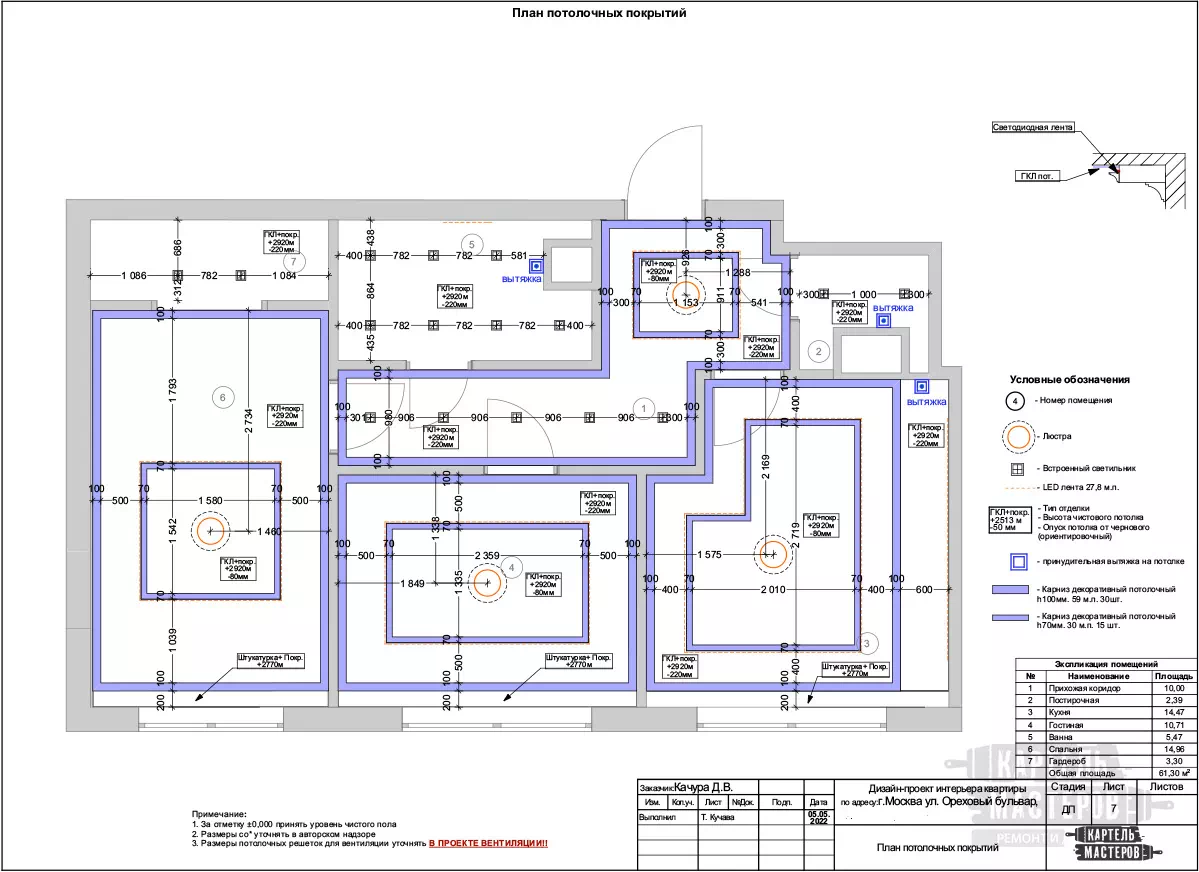 План потолочных покрытий
Светодиодная лента
ГКЛ пот.
438
686
400
782
782
581
5
ГКЛ+покр.
+2920м
-220мм
7
1 086
782
1 084
312
вытяжка
864
ГКЛ+покр.
+2920м
-220мм
400
782
782
782
400
435
100
300
926
70
ГКЛ+покр.
+2920м
-80мм
1 288
911
100
70
1 153
70
100
300
541
70
300
100
ГКЛ+покр.
+2920м
-220мм
300
1 000
300
ГКЛ+покр.
+2920м
-220мм
вытяжка
2
вытяжка
100
1 793
6
2 734
ГКЛ+покр.
+2920м
-220мм
100
100
301
906
980
906
906
906
1
300
100
ГКЛ+покр.
+2920м
-220мм
100
100
400
70
2 169
ГКЛ+покр.
+2920м
-220мм
70
100
70
70
100
500
1 580
500
1 542
1 460
ГКЛ+покр.
+2920м
-80мм
70
1 039
100
200
Штукатурка+ Покр.
+2770м
100
500
1 338
70
ГКЛ+покр.
+2920м
-220мм
100
70
70
100
500
2 359
500
1 849
4
1 335
ГКЛ+покр.
+2920м
-80мм
70
500
100
200
Штукатурка+ Покр.
+2770м
ГКЛ+покр.
+2920м
-80мм
2 719
1 575
100
70
70
100
400
2 010
400
600
70
3
ГКЛ+покр.
+2920м
-220мм
400
100
200
Штукатурка+ Покр.
+2770м
Условные обозначения
4
- Номер помещения
- Люстра
- Встроенный светильник
- LED лента 27,8 м.л.
ГКЛ+покр.
+2513 м
-50 мм
- Тип отделки
- Высота чистового потолка
- Опуск потолка от чернового
(ориентировочный)
- принудительная вытяжка на потолке
- Карниз декоративный потолочный
h100мм. 59 м.л. 30шт.
- Карниз декоративный потолочный
h70мм. 30 м.п. 15 шт.
Экспликация помещений
№ Наименование Площадь
1 Прихожая коридор 10,00
2 Постирочная 2,39
3 Кухня 14,47
4 Гостиная 10,71
5 Ванна 5,47
6 Спальня 14,96
7 Гардероб 3,30
Общая площадь 61,30 м²
Заказчик: Качура Д.В.
Изм. Кол.уч. Лист №Док. Подп. Дата
Выполнил Т. Кучава 05.05.
2022
Дизайн-проект интерьера квартиры
по адресу:г.Москва ул. Ореховый бульвар,
Стадия Лист Листов
ДП 7
План потолочных покрытий
КАРТЕЛЬ
МАСТЕРОВ
КАРТЕЛЬ
МАСТЕРОВ
РЕМОНТИ
Примечание:
1. За отметку ±0,000 принять уровень чистого пола
2. Размеры со* уточнять в авторском надзоре
3. Размеры потолочных решеток для вентиляции уточнять В ПРОЕКТЕ ВЕНТИЛЯЦИИ!!